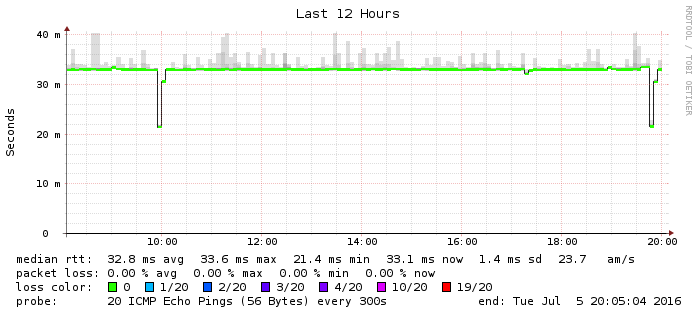 Last 12 Hours
RRDTOOL / TOBI OETIKER
Seconds
40 m
30 m
20 m
10 m
0
10:00 12:00 14:00 16:00 18:00 20:00
median rtt: 32.8 ms avg 33.6 ms max 21.4 ms min 33.1 ms now 1.4 ms sd 23.7 am/s
packet loss: 0.00 % avg 0.00 % max 0.00 % min 0.00 % now
loss color: 0 1/20 2/20 3/20 4/20 10/20 19/20
probe: 20 ICMP Echo Pings (56 Bytes) every 300s end: Tue Jul 5 20:05:04 2016